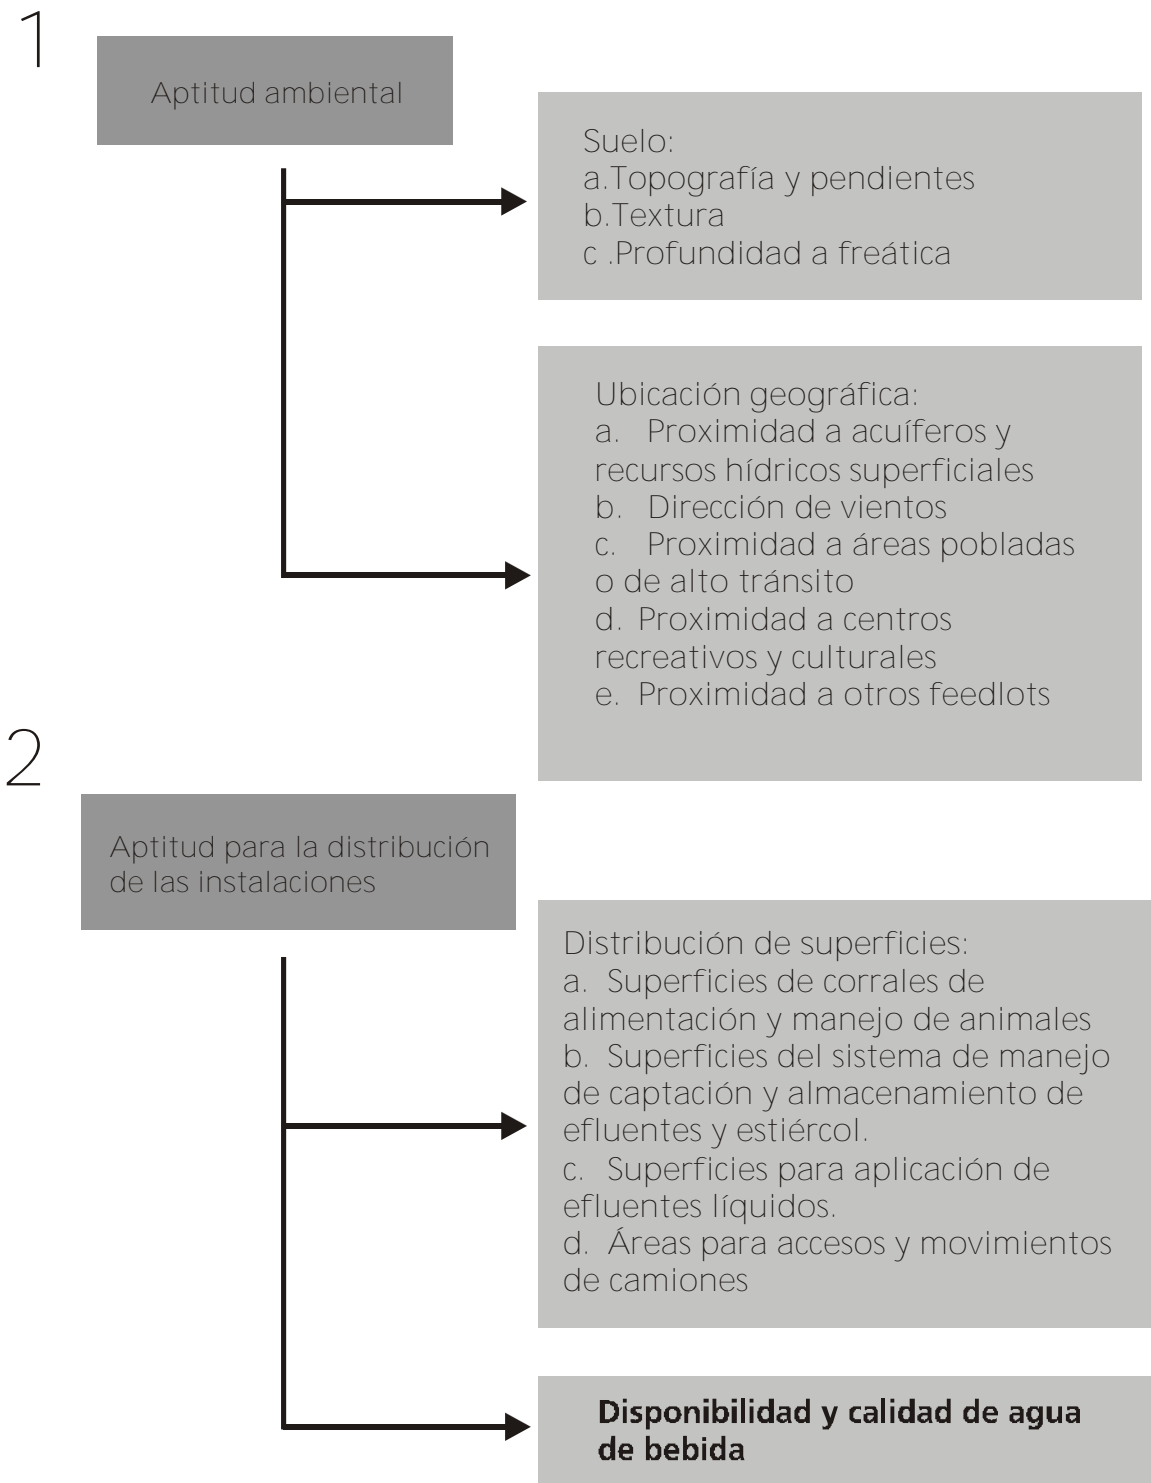 1
Aptitud ambiental
Suelo:
a.Topografía y pendientes
b.Textura
c .Profundidad a freática
Ubicación geográfica:
a. Proximidad a acuíferos y
recursos hídricos superficiales
b. Dirección de vientos
c. Proximidad a áreas pobladas
o de alto tránsito
d. Proximidad a centros
recreativos y culturales
e. Proximidad a otros feedlots
2
Aptitud para la distribución
de las instalaciones
Distribución de superficies:
a. Superficies de corrales de
alimentación y manejo de animales
b. Superficies del sistema de manejo
de captación y almacenamiento de
efluentes y estiércol.
c. Superficies para aplicación de
efluentes líquidos.
d. Áreas para accesos y movimientos
de camiones
Disponibilidad y calidad de agua
de bebida